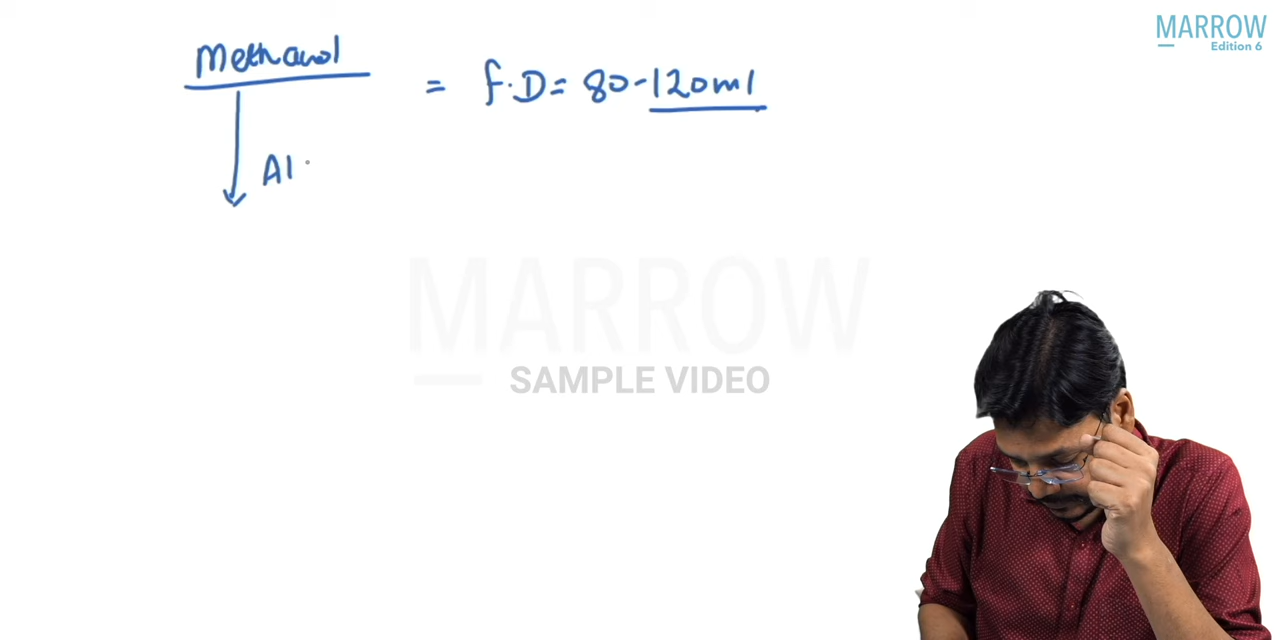 MARROW
Edition 6
Methanol = F.D = 80-120ml
Al
MARROW
SAMPLE VIDEO